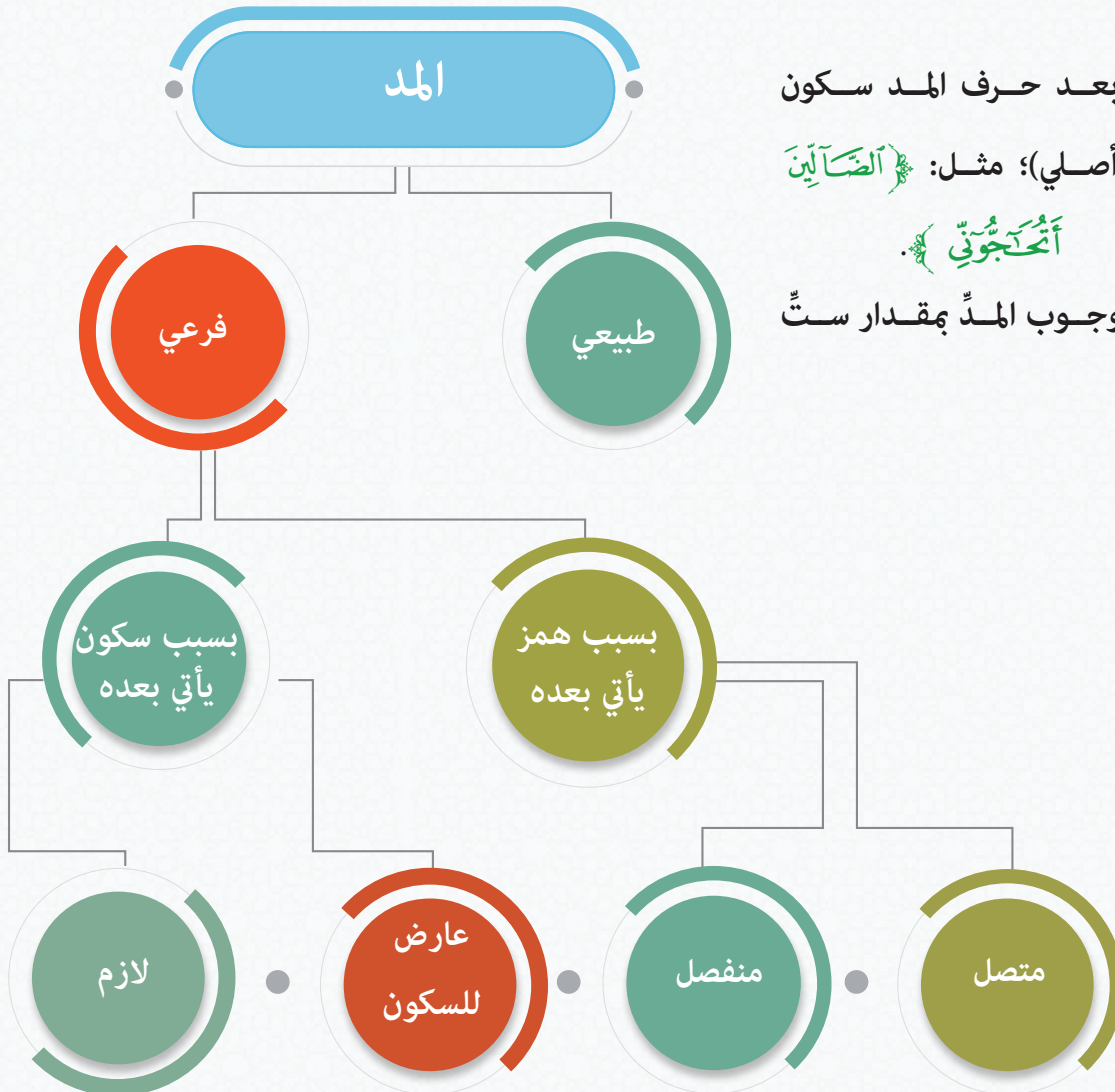 بعد حرف المد سكون
أصلي)؛ مثل: ﴿ٱلضَّآلِّينَ
أَتُحَٰٓجُّوٓنِّي﴾.
وجوب المدِّ بمقدار ستِّ
المد
طبيعي
فرعي
بسبب همز
يأتي بعده
بسبب سكون
يأتي بعده
متصل
منفصل
عارض
للسكون
لازم